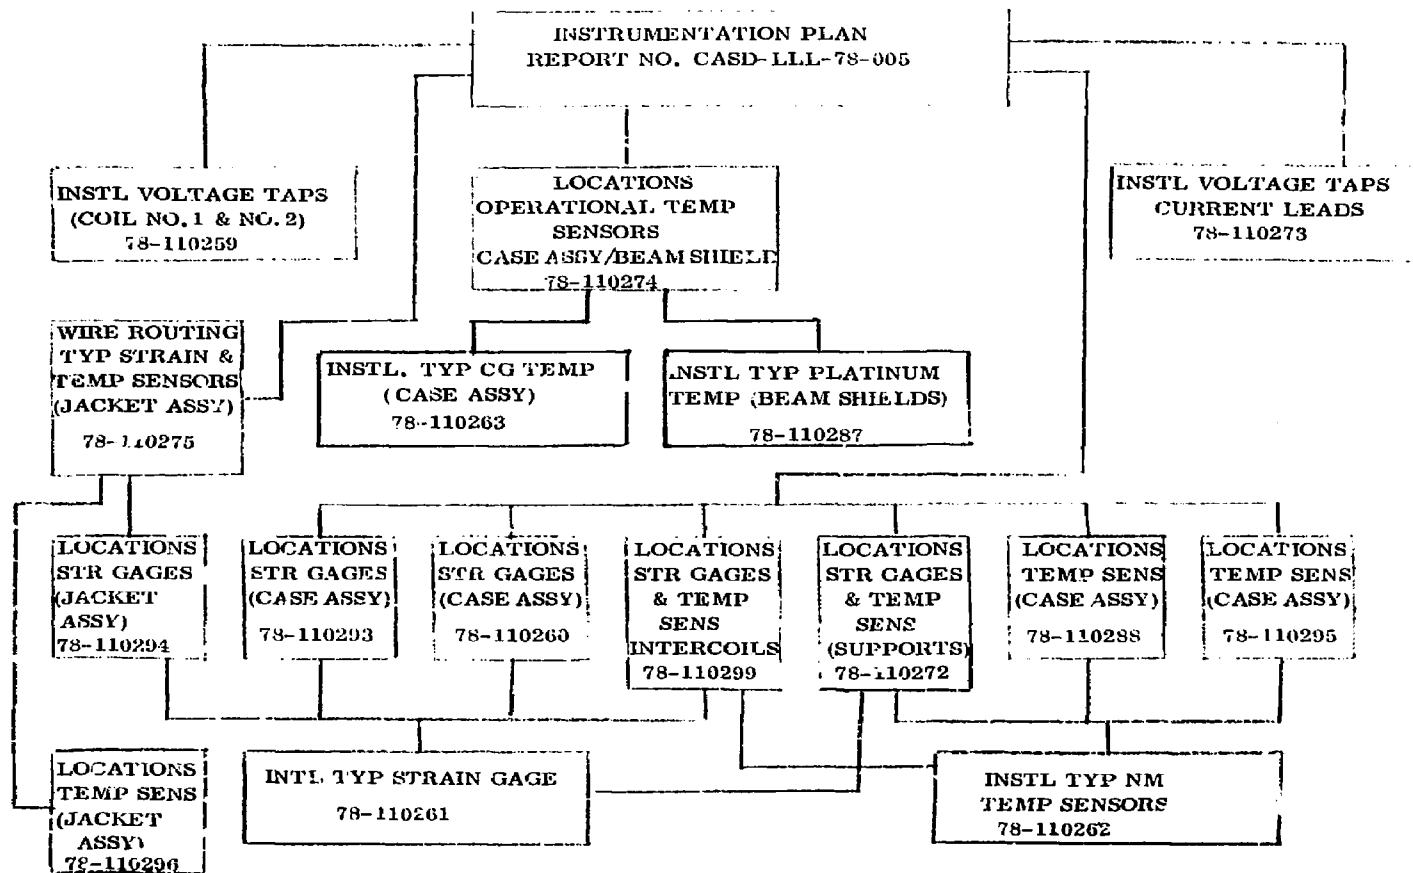 INSTRUMENTATION PLAN
REPORT NO. CASD-LLL-78-005
INSTL VOLTAGE TAPS
(COIL NO. 1 & NO. 2)
78-110259
LOCATIONS
OPERATIONAL TEMP
SENSORS
CASE ASSY/BEAM SHIELD
78-110274
INSTL VOLTAGE TAPS
CURRENT LEADS
78-110273
WIRE ROUTING
TYP STRAIN &
TEMP SENSORS
(JACKET ASSY)
78-110275
INSTL. TYP CG TEMP
(CASE ASSY)
78-110263
INSTL TYP PLATINUM
TEMP (BEAM SHIELDS)
78-110287
LOCATIONS
STR GAGES
(JACKET
ASSY)
78-110294
LOCATIONS
STR GAGES
(CASE ASSY)
78-110293
LOCATIONS
STR GAGES
(CASE ASSY)
78-110260
LOCATIONS
STR GAGES
& TEMP
SENS
INTERCOILS
78-110299
LOCATIONS
STR GAGES
& TEMP
SENS
(SUPPORTS)
78-110272
LOCATIONS
TEMP SENS
(CASE ASSY)
78-110288
LOCATIONS
TEMP SENS
(CASE ASSY)
78-110295
LOCATIONS
TEMP SENS
(JACKET
ASSY)
78-110296
INTL TYP STRAIN GAGE
78-110261
INSTL TYP NM
TEMP SENSORS
78-110262